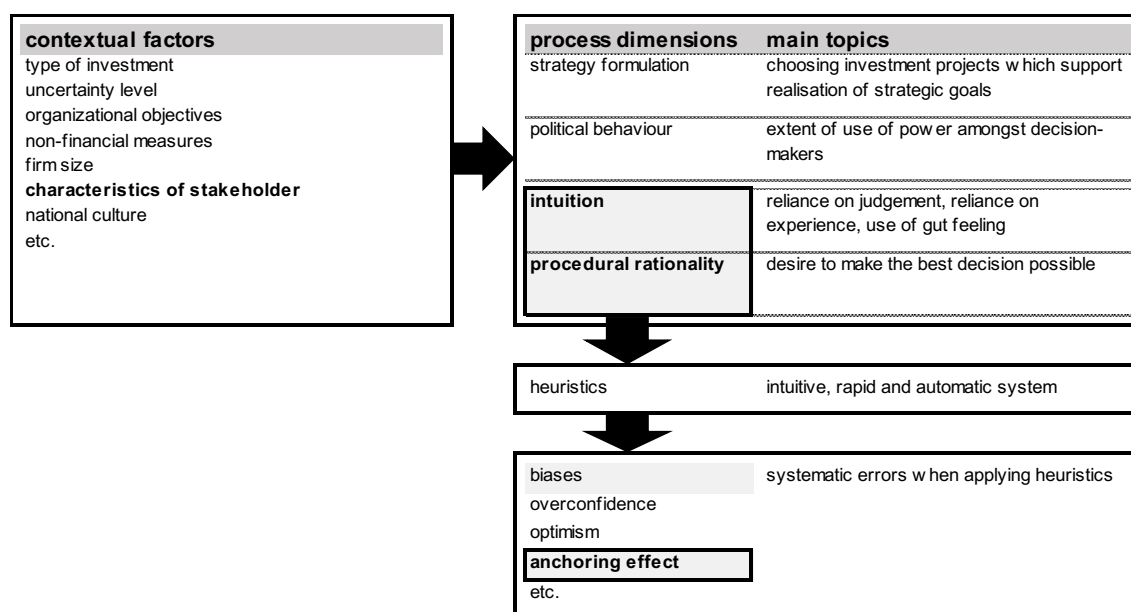 contextual factors
type of investment
uncertainty level
organizational objectives
non-financial measures
firm size
characteristics of stakeholder
national culture
etc.
process dimensions main topics
strategy formulation choosing investment projects which support
realisation of strategic goals
political behaviour extent of use of power amongst decision-
makers
intuition reliance on judgement, reliance on
experience, use of gut feeling
procedural rationality desire to make the best decision possible
heuristics intuitive, rapid and automatic system
biases systematic errors when applying heuristics
overconfidence
optimism
anchoring effect
etc.